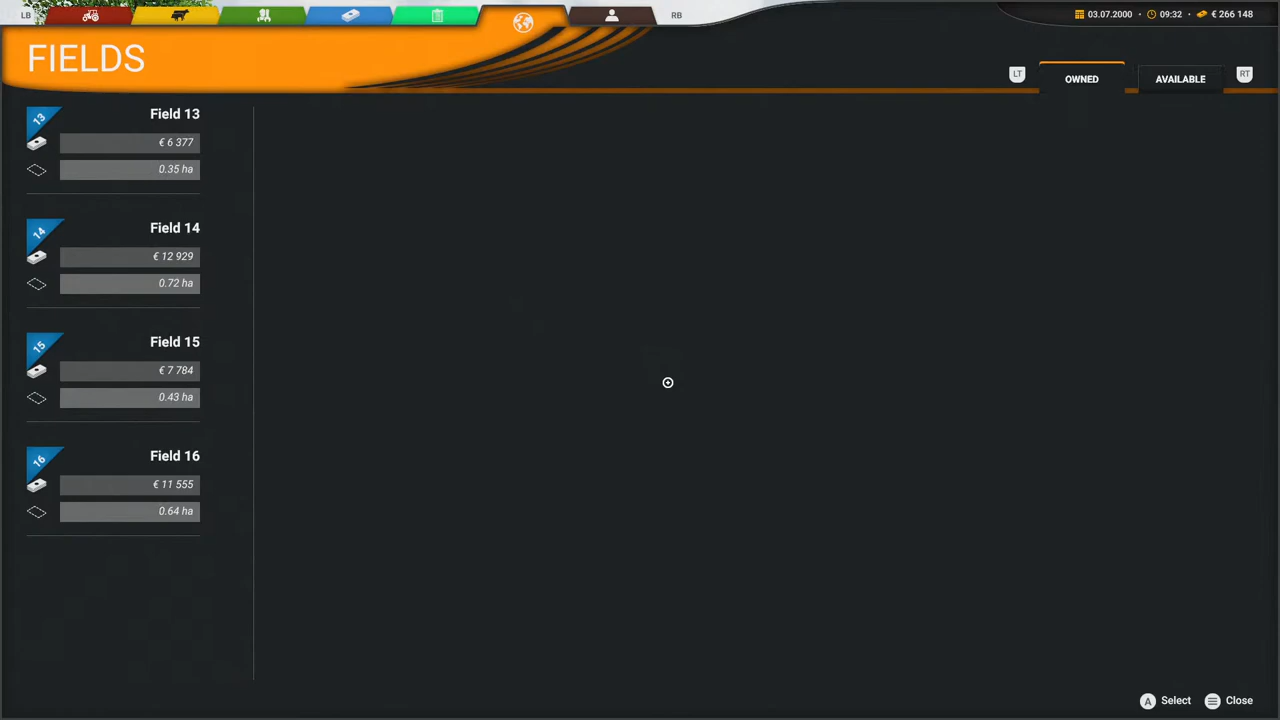 LB
RB
03.07.2000 • 09:32 • € 296 148
FIELDS
LT
OWNED
AVAILABLE
RT
13
Field 13
€ 6 377
0.35 ha
14
Field 14
€ 12 929
0.72 ha
15
Field 15
€ 7 784
0.43 ha
16
Field 16
€ 11 555
0.64 ha
A Select
Close